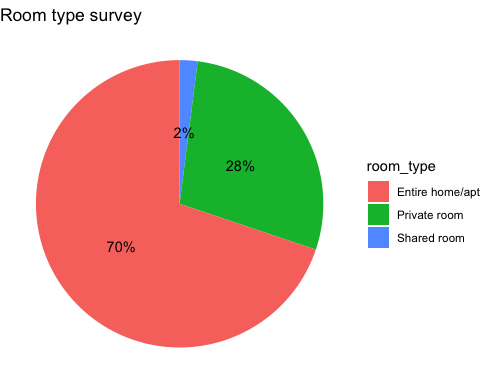 Room type survey
2%
28%
70%
room_type
Entire home/apt
Private room
Shared room